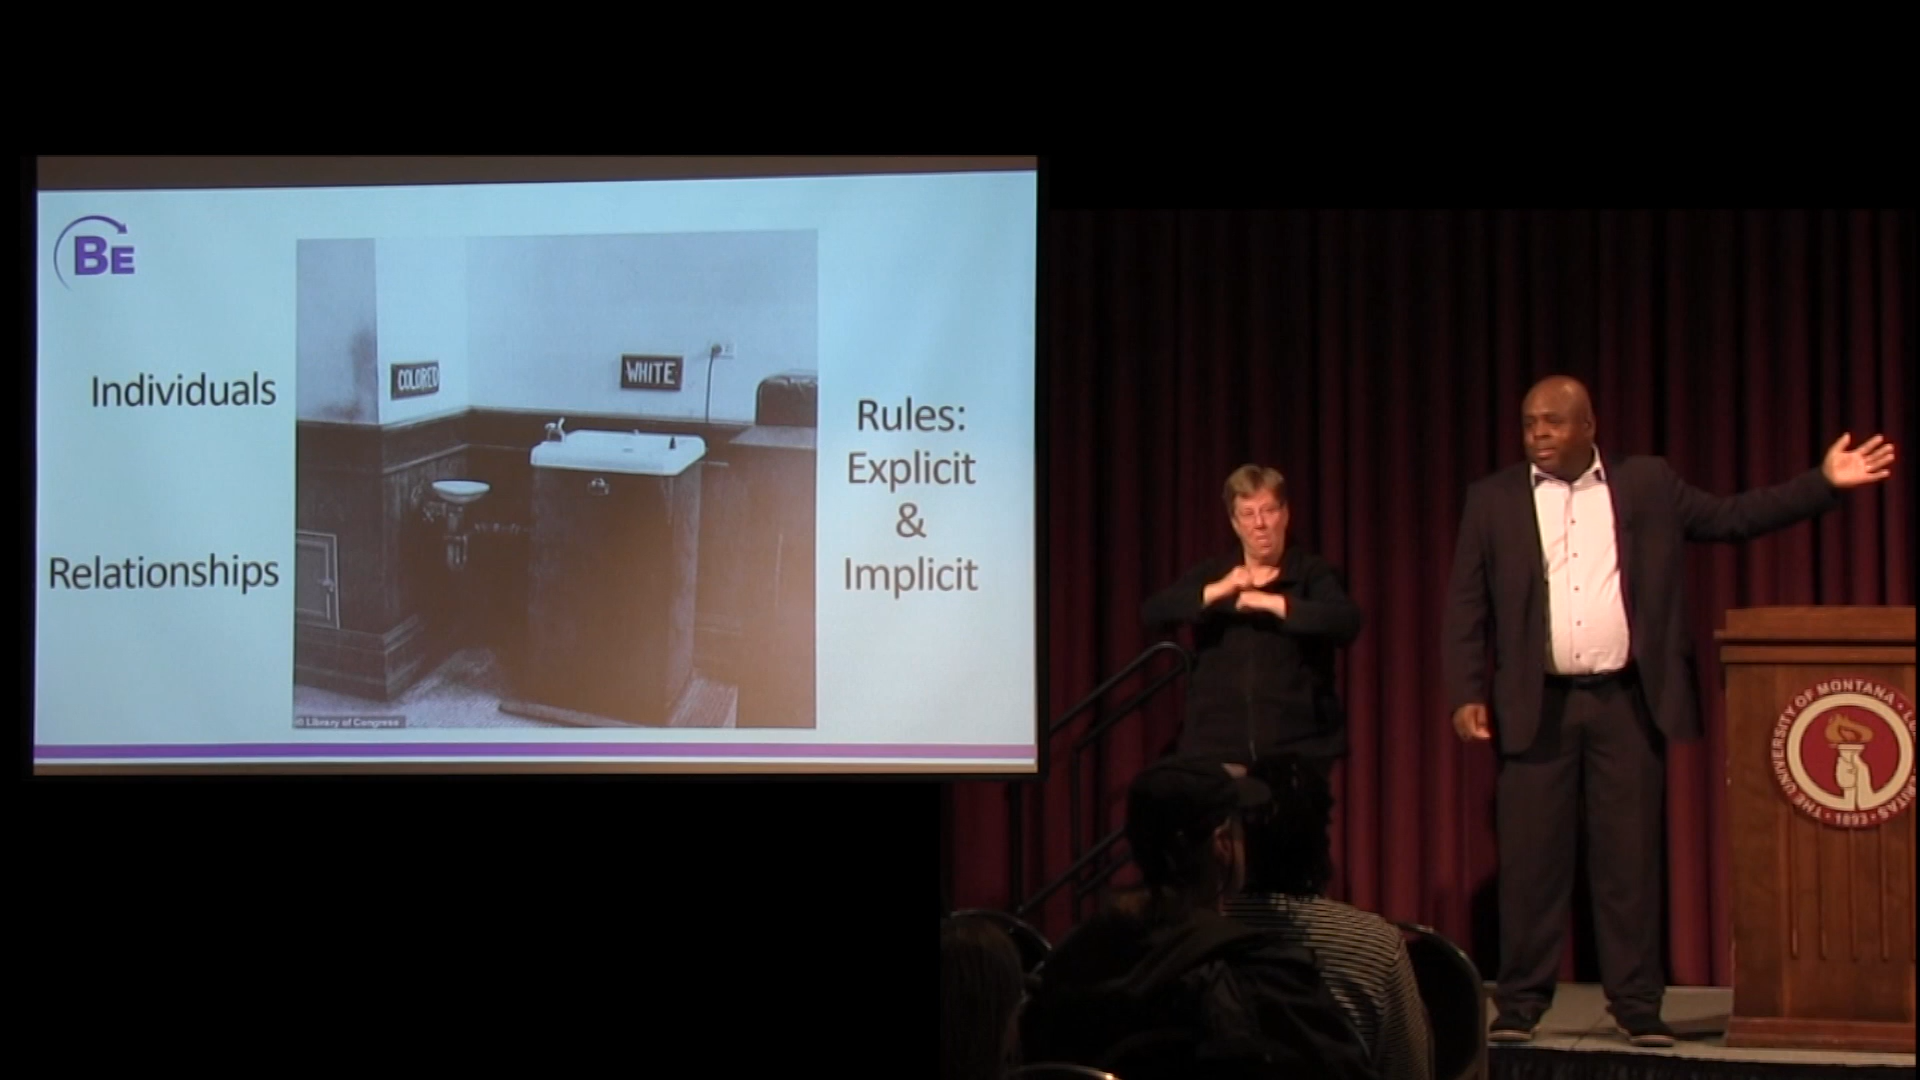 BE
Individuals
Relationships
COLORED
WHITE
© Library of Congress
Rules:
Explicit
&
Implicit
THE UNIVERSITY OF MONTANA
1893